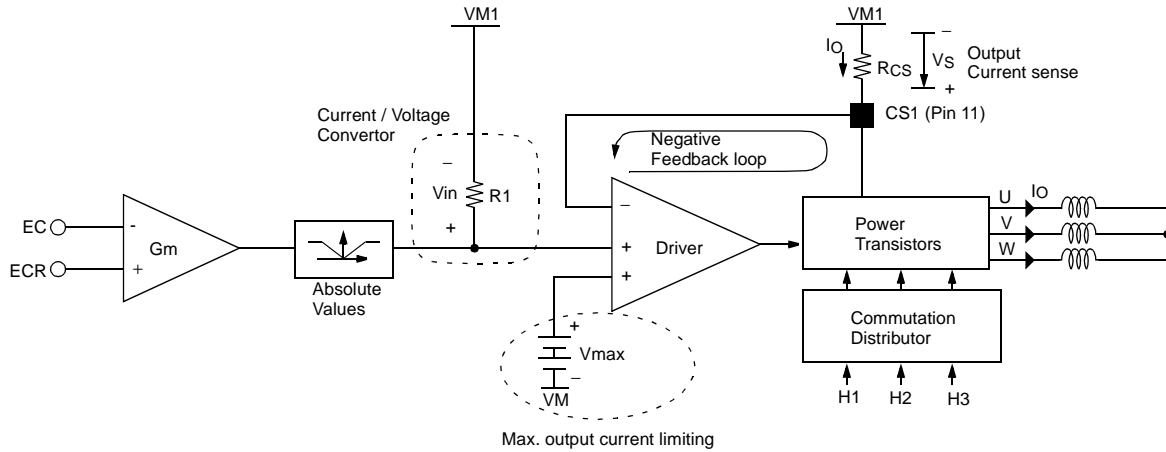 VM1
VM1
IO
RCS
−
VS
+
Output
Current sense
CS1 (Pin 11)
Current / Voltage
Convertor
−
Vin
R1
+
Negative
Feedback loop
EC
ECR
-
+
Gm
Absolute
Values
−
+
+
Driver
Power
Transistors
U
IO
V
W
Commutation
Distributor
H1
H2
H3
+
Vmax
−
VM
Max. output current limiting